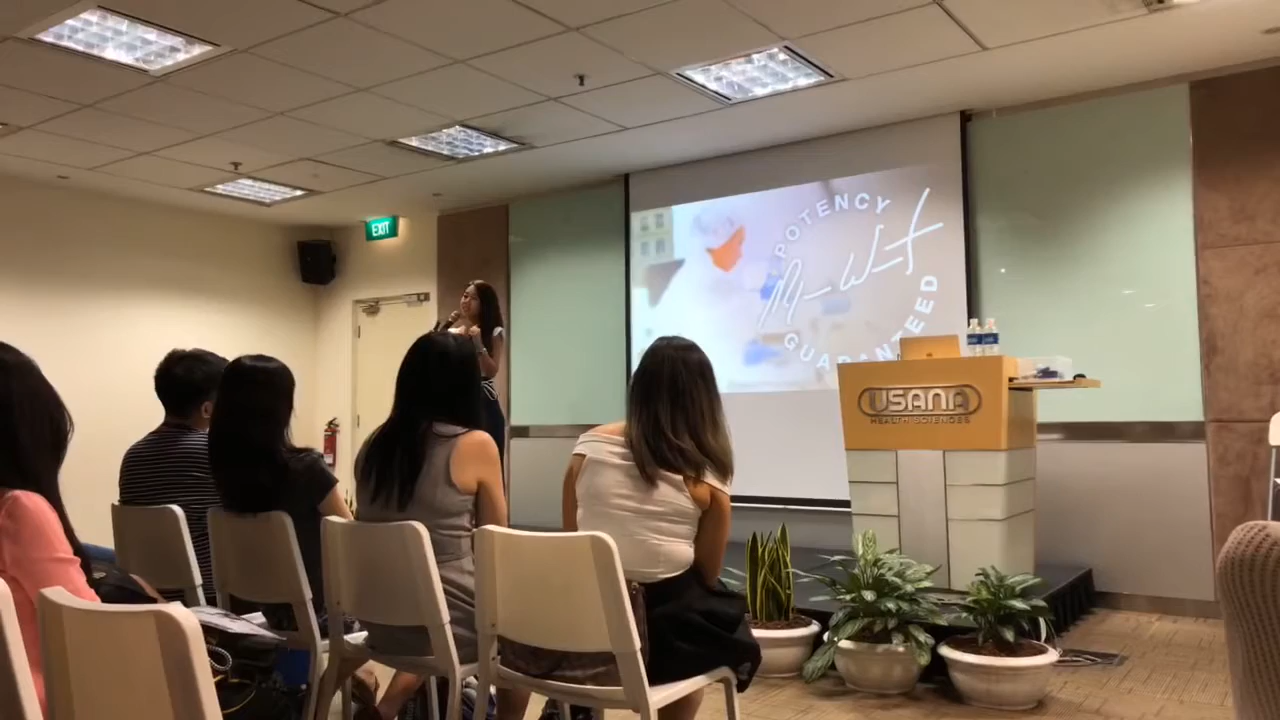 EXIT
POTENCY
GUARANTEED
USANA
HEALTH SCIENCES